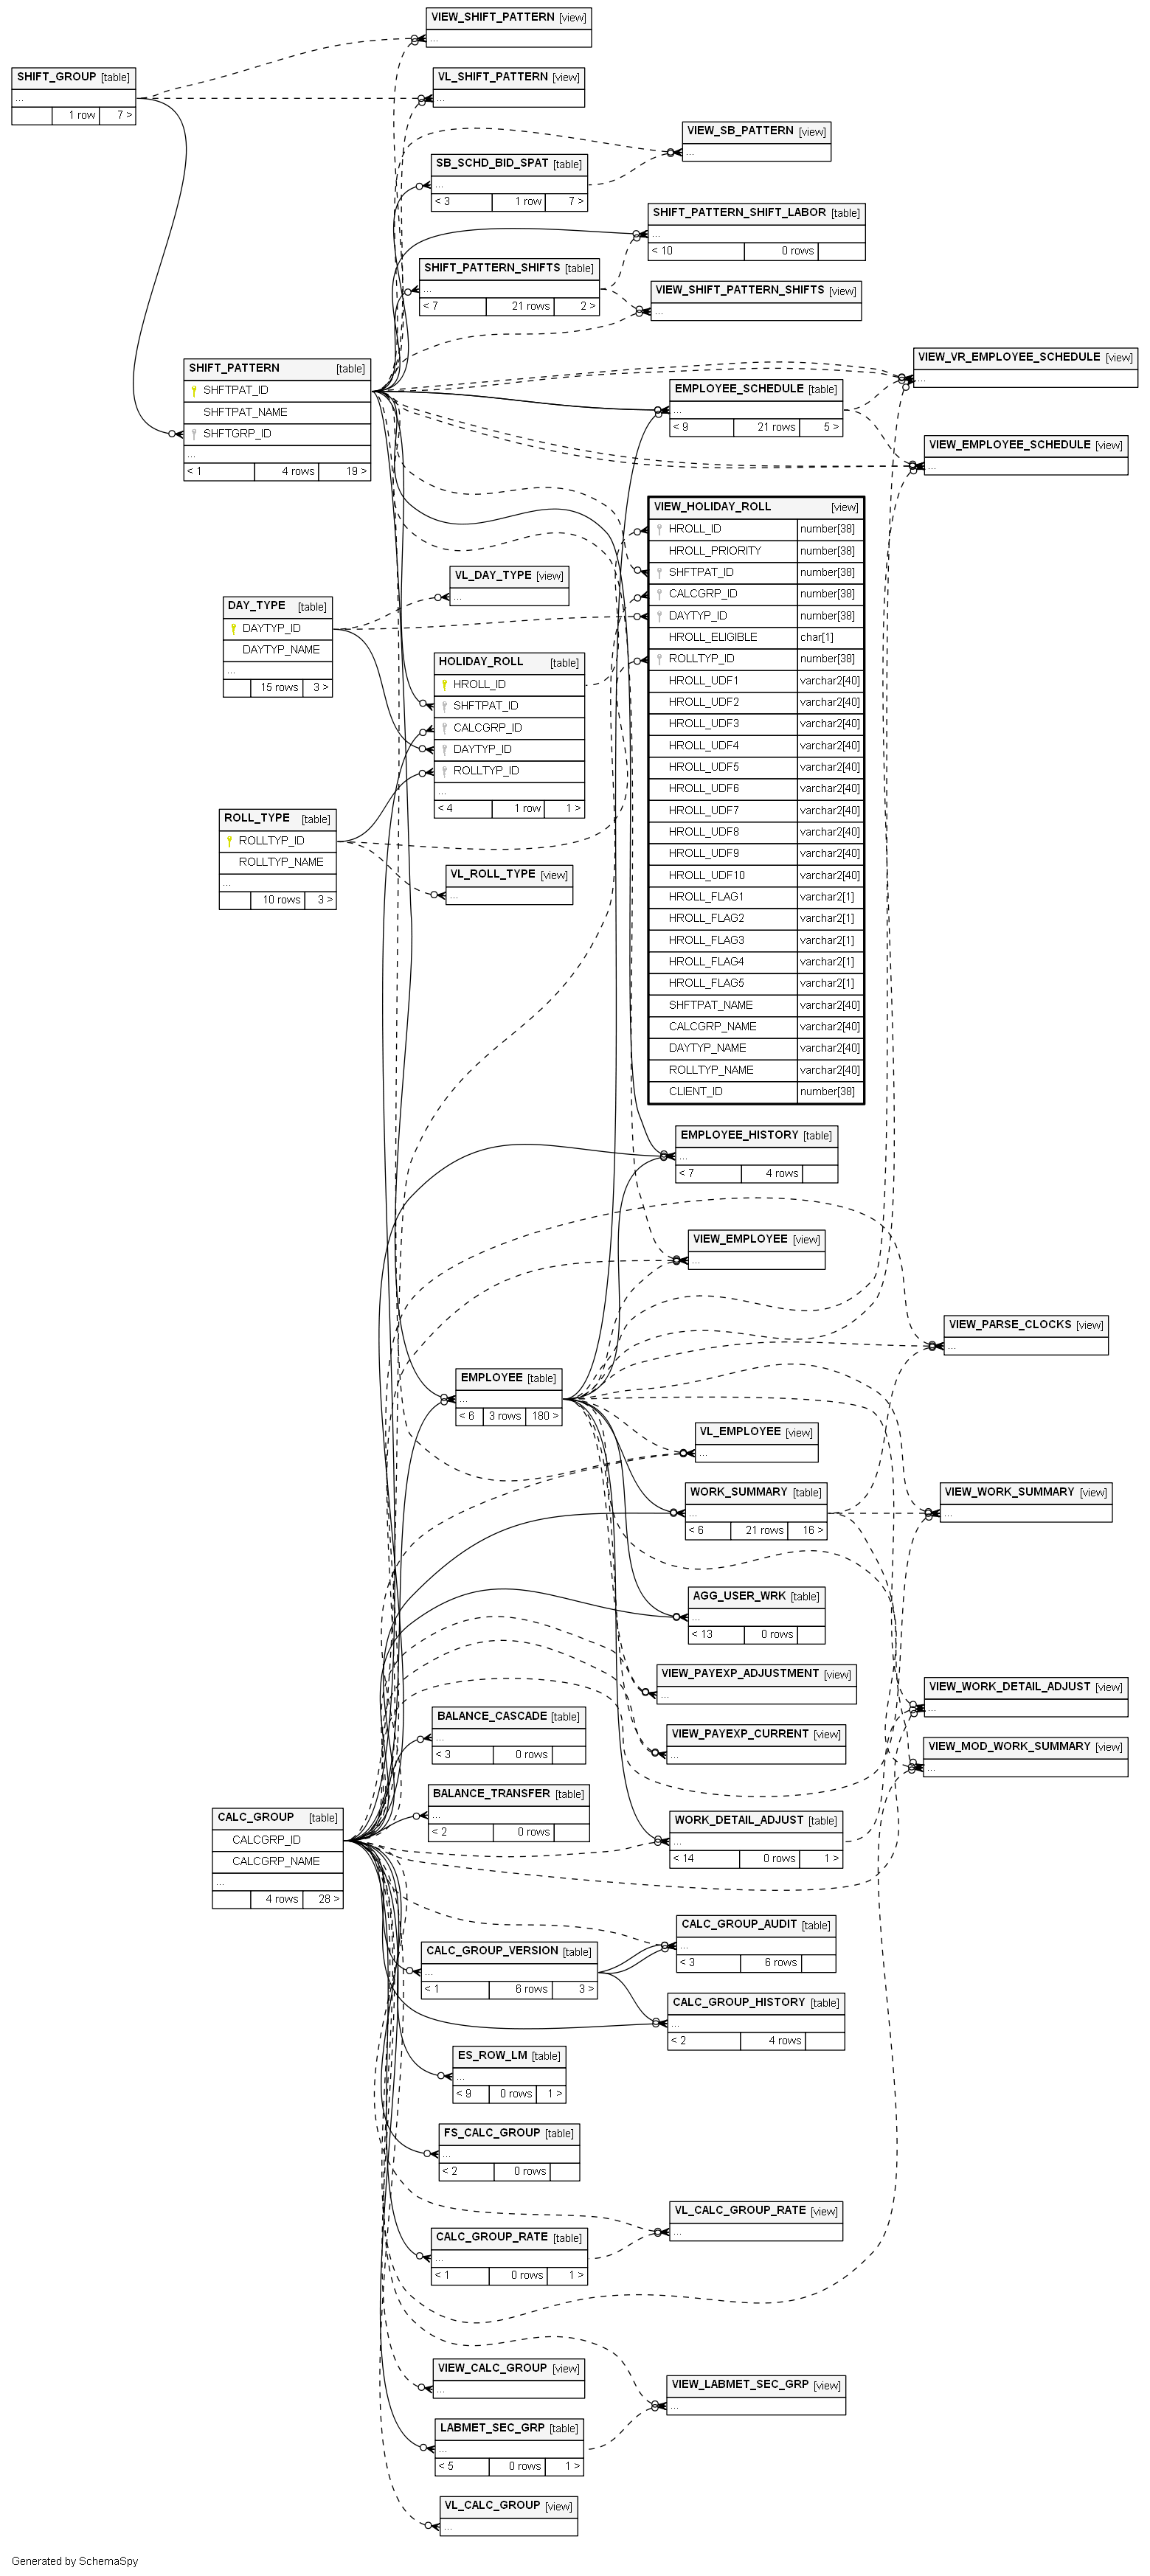 VIEW_SHIFT_PATTERN [view]
...
SHIFT_GROUP [table]
...
1 row 7 >
VL_SHIFT_PATTERN [view]
...
VIEW_SB_PATTERN [view]
...
SB_SCHD_BID_SPAT [table]
...
< 3 1 row 7 >
SHIFT_PATTERN_SHIFT_LABOR [table]
...
< 10 0 rows
SHIFT_PATTERN_SHIFTS [table]
...
< 7 21 rows 2 >
VIEW_SHIFT_PATTERN_SHIFTS [view]
...
VIEW_VR_EMPLOYEE_SCHEDULE [view]
...
SHIFT_PATTERN [table]
SHFTPAT_ID
SHFTPAT_NAME
SHFTGRP_ID
...
< 1 4 rows 19 >
EMPLOYEE_SCHEDULE [table]
...
< 9 21 rows 5 >
VIEW_EMPLOYEE_SCHEDULE [view]
...
VIEW_HOLIDAY_ROLL [view]
HROLL_ID number[38]
HROLL_PRIORITY number[38]
SHFTPAT_ID number[38]
CALCGRP_ID number[38]
DAYTYP_ID number[38]
HROLL_ELIGIBLE char[1]
ROLLTYP_ID number[38]
HROLL_UDF1 varchar2[40]
HROLL_UDF2 varchar2[40]
HROLL_UDF3 varchar2[40]
HROLL_UDF4 varchar2[40]
HROLL_UDF5 varchar2[40]
HROLL_UDF6 varchar2[40]
HROLL_UDF7 varchar2[40]
HROLL_UDF8 varchar2[40]
HROLL_UDF9 varchar2[40]
HROLL_UDF10 varchar2[40]
HROLL_FLAG1 varchar2[1]
HROLL_FLAG2 varchar2[1]
HROLL_FLAG3 varchar2[1]
HROLL_FLAG4 varchar2[1]
HROLL_FLAG5 varchar2[1]
SHFTPAT_NAME varchar2[40]
CALCGRP_NAME varchar2[40]
DAYTYP_NAME varchar2[40]
ROLLTYP_NAME varchar2[40]
CLIENT_ID number[38]
VL_DAY_TYPE [view]
...
DAY_TYPE [table]
DAYTYP_ID
DAYTYP_NAME
...
15 rows 3 >
HOLIDAY_ROLL [table]
HROLL_ID
SHFTPAT_ID
CALCGRP_ID
DAYTYP_ID
ROLLTYP_ID
...
< 4 1 row 1 >
ROLL_TYPE [table]
ROLLTYP_ID
ROLLTYP_NAME
...
10 rows 3 >
VL_ROLL_TYPE [view]
...
EMPLOYEE_HISTORY [table]
...
< 7 4 rows
VIEW_EMPLOYEE [view]
...
VIEW_PARSE_CLOCKS [view]
...
EMPLOYEE [table]
...
< 6 3 rows 180 >
VL_EMPLOYEE [view]
...
WORK_SUMMARY [table]
...
< 6 21 rows 16 >
VIEW_WORK_SUMMARY [view]
...
AGG_USER_WRK [table]
...
< 13 0 rows
VIEW_PAYEXP_ADJUSTMENT [view]
...
VIEW_WORK_DETAIL_ADJUST [view]
...
BALANCE_CASCADE [table]
...
< 3 0 rows
VIEW_PAYEXP_CURRENT [view]
...
VIEW_MOD_WORK_SUMMARY [view]
...
BALANCE_TRANSFER [table]
...
< 2 0 rows
CALC_GROUP [table]
CALCGRP_ID
CALCGRP_NAME
...
4 rows 28 >
WORK_DETAIL_ADJUST [table]
...
< 14 0 rows 1 >
CALC_GROUP_AUDIT [table]
...
< 3 6 rows
CALC_GROUP_VERSION [table]
...
< 1 6 rows 3 >
CALC_GROUP_HISTORY [table]
...
< 2 4 rows
ES_ROW_LM [table]
...
< 9 0 rows 1 >
FS_CALC_GROUP [table]
...
< 2 0 rows
VL_CALC_GROUP_RATE [view]
...
CALC_GROUP_RATE [table]
...
< 1 0 rows 1 >
VIEW_CALC_GROUP [view]
...
VIEW_LABMET_SEC_GRP [view]
...
LABMET_SEC_GRP [table]
...
< 5 0 rows 1 >
VL_CALC_GROUP [view]
...
Generated by SchemaSpy